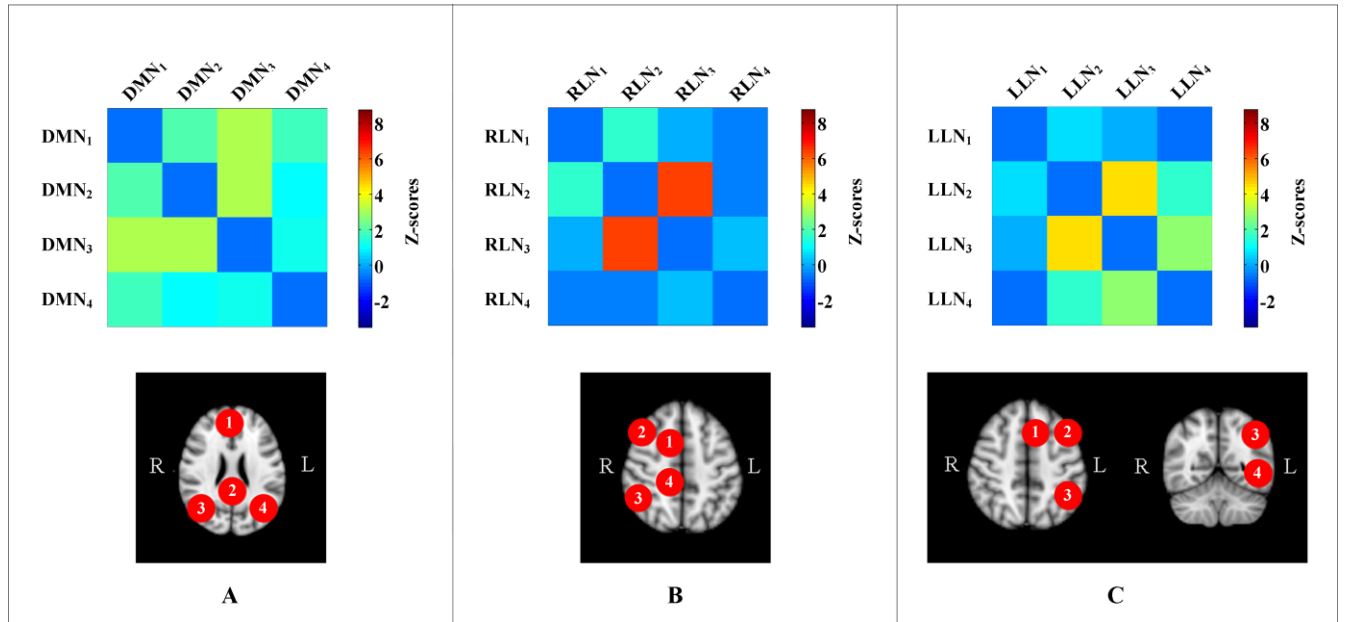 DMN₁ DMN₂ DMN₃ DMN₄
DMN₁
DMN₂
DMN₃
DMN₄
8
6
4
2
0
-2
Z-scores
R L
1
2
3 4
A
RLN₁ RLN₂ RLN₃ RLN₄
RLN₁
RLN₂
RLN₃
RLN₄
8
6
4
2
0
-2
Z-scores
R L
2
1
4
3
B
LLN₁ LLN₂ LLN₃ LLN₄
LLN₁
LLN₂
LLN₃
LLN₄
8
6
4
2
0
-2
Z-scores
R L
1 2
3
R L
3
4
C